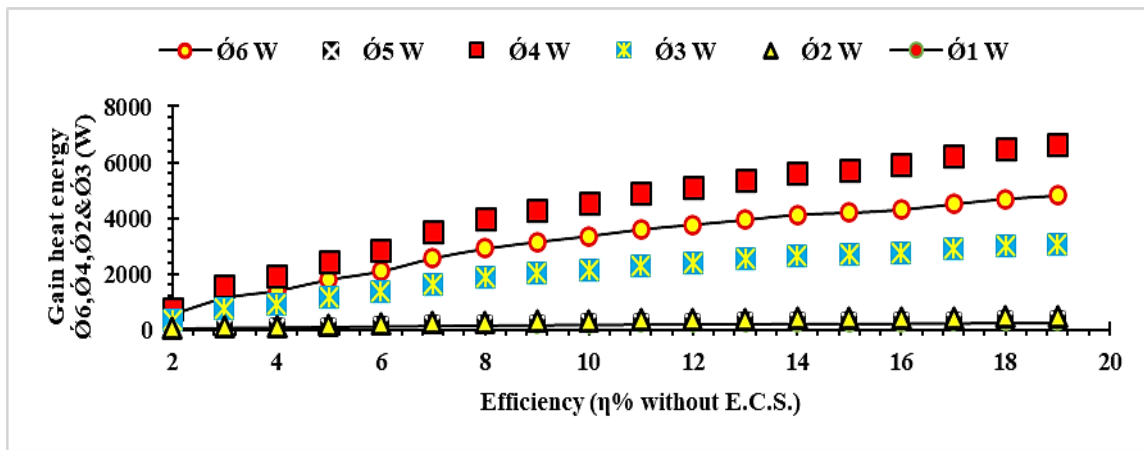 Ǿ6 W Ǿ5 W Ǿ4 W Ǿ3 W Ǿ2 W Ǿ1 W
Gain heat energy
Ǿ6,Ǿ4,Ǿ2&Ǿ3 (W)
8000
6000
4000
2000
0
2 4 6 8 10 12 14 16 18 20
Efficiency (η% without E.C.S.)